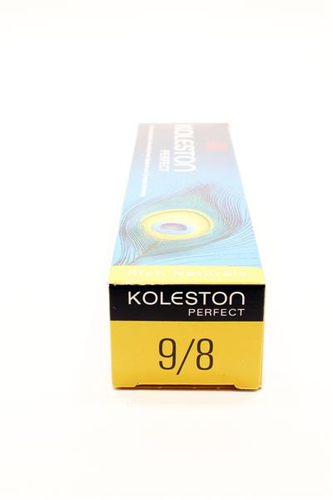 KOLESTON
PERFECT
Rich Naturals
KOLESTON
PERFECT
9/8